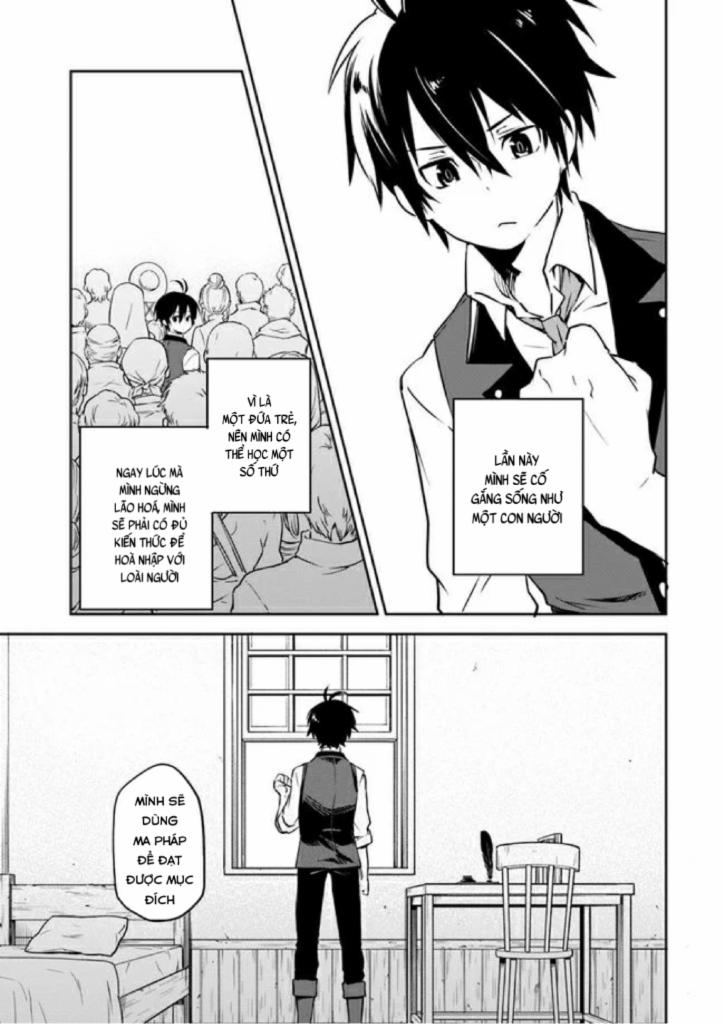 LẦN NÀY
MÌNH SẼ CỐ
GẮNG SỐNG NHƯ
MỘT CON NGƯỜI
VÌ LÀ
MỘT ĐỨA TRẺ,
NÊN MÌNH CÓ
THỂ HỌC MỘT
SỐ THỨ
NGAY LÚC MÀ
MÌNH NGỪNG
LÃO HOÁ, MÌNH
SẼ PHẢI CÓ ĐỦ
KIẾN THỨC ĐỂ
HOÀ NHẬP VỚI
LOÀI NGƯỜI
MÌNH SẼ
DÙNG
MA PHÁP
ĐỀ ĐẠT
ĐƯỢC MỤC
ĐÍCH